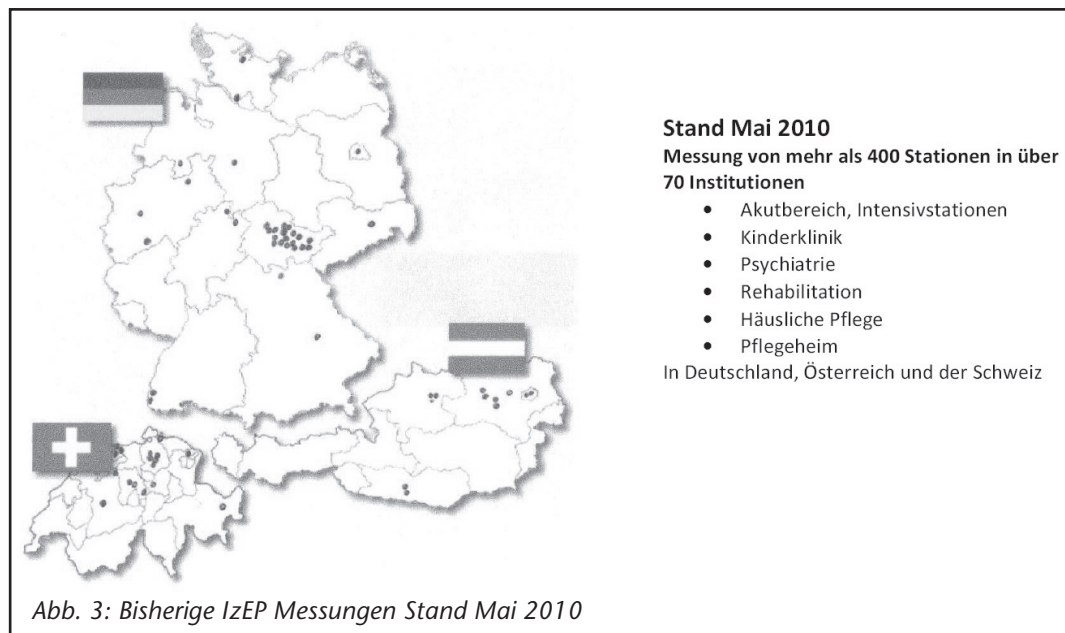 Stand Mai 2010
Messung von mehr als 400 Stationen in über
70 Institutionen
• Akutbereich, Intensivstationen
• Kinderklinik
• Psychiatrie
• Rehabilitation
• Häusliche Pflege
• Pflegeheim
In Deutschland, Österreich und der Schweiz
Abb. 3: Bisherige IzEP Messungen Stand Mai 2010